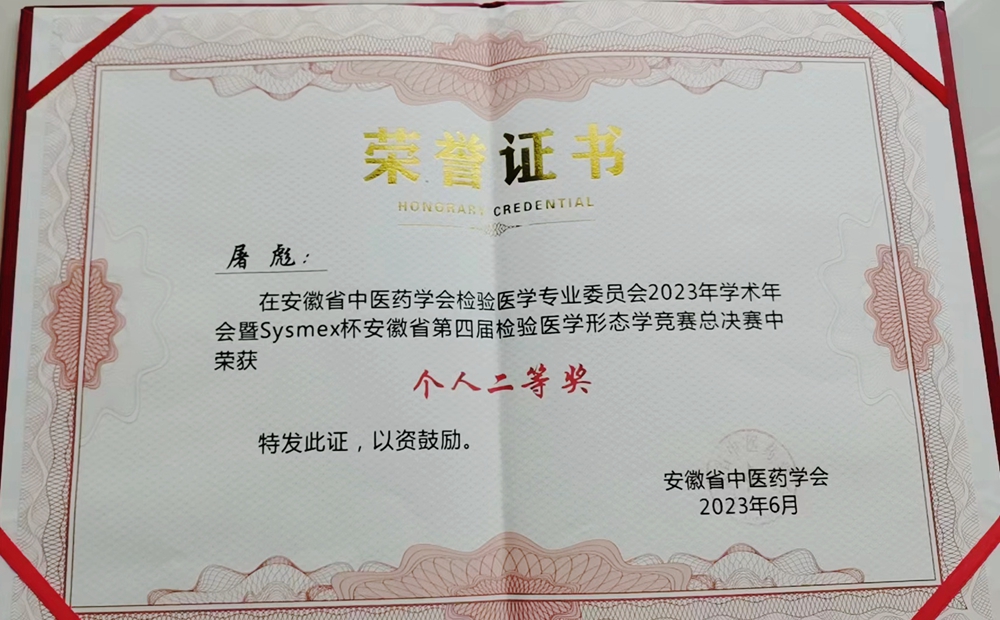 荣誉证书
HONORARY CREDENTIAL
屠彪：
在安徽省中医药学会检验医学专业委员会2023年学术年
会暨Sysmex杯安徽省第四届检验医学形态学竞赛总决赛中
荣获
个人二等奖
特发此证，以资鼓励。
安徽省中医药学会
2023年6月